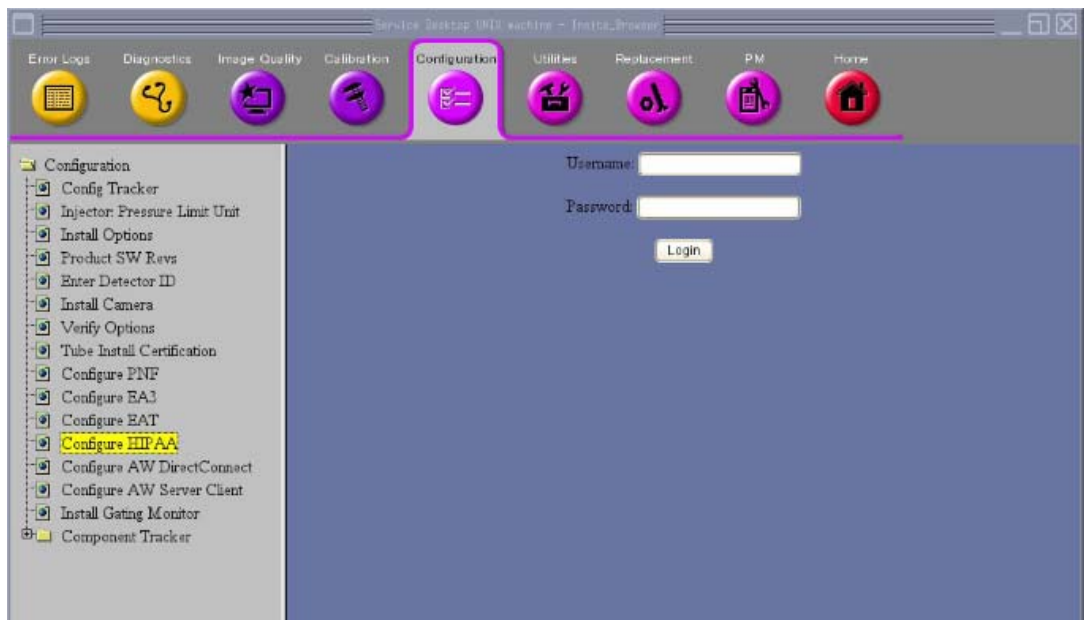 Service Desktop UNIX machine - Insite_Browser
Error Logs Diagnostics Image Quality Calibration Configuration Utilities Replacement PM Home
Configuration
Config Tracker
Injector: Pressure Limit Unit
Install Options
Product SW Revs
Enter Detector ID
Install Camera
Verify Options
Tube Install Certification
Configure PNF
Configure EA3
Configure EAT
Configure HIPAA
Configure AW DirectConnect
Configure AW Server Client
Install Gating Monitor
Component Tracker
Username:
Password:
Login